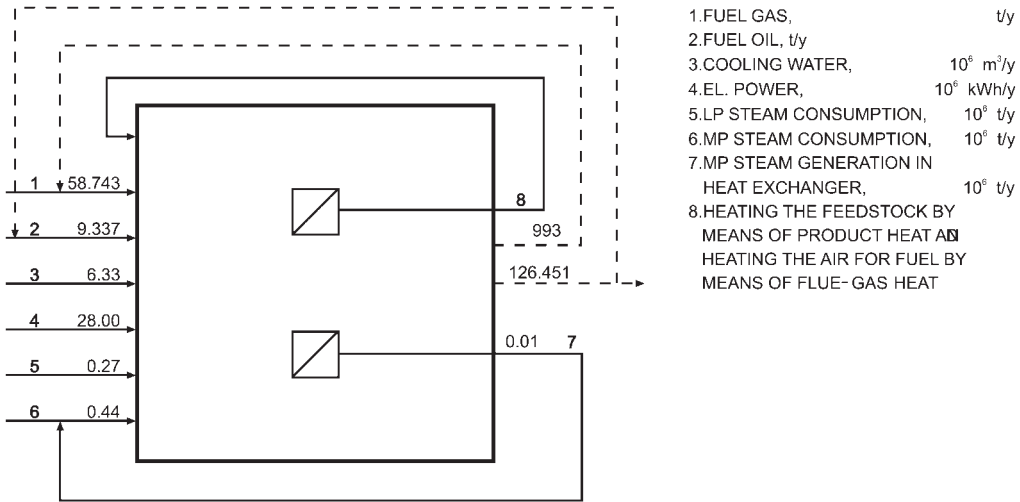 1.FUEL GAS, t/y
2.FUEL OIL, t/y
3.COOLING WATER, 10⁶ m³/y
4.EL. POWER, 10⁶ kWh/y
5.LP STEAM CONSUMPTION, 10⁶ t/y
6.MP STEAM CONSUMPTION, 10⁶ t/y
7.MP STEAM GENERATION IN
HEAT EXCHANGER, 10⁶ t/y
8.HEATING THE FEEDSTOCK BY
MEANS OF PRODUCT HEAT AND
HEATING THE AIR FOR FUEL BY
MEANS OF FLUE-GAS HEAT
1 58.743
2 9.337
3 6.33
4 28.00
5 0.27
6 0.44
8
993
126.451
0.01 7